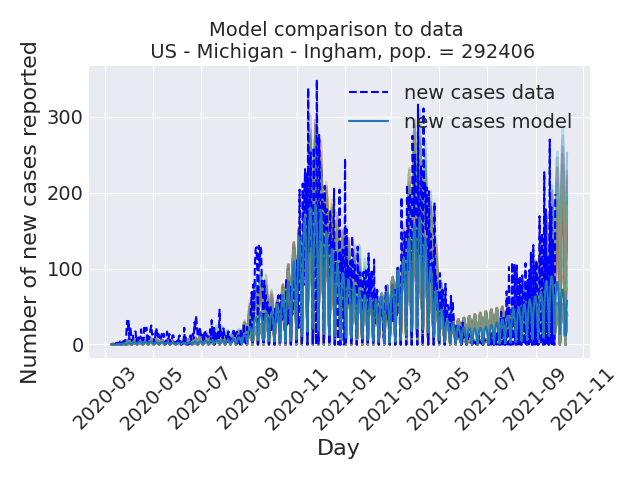 Model comparison to data
US - Michigan - Ingham, pop. = 292406
Number of new cases reported
300
200
100
0
new cases data
new cases model
2020-03
2020-05
2020-07
2020-09
2020-11
2021-01
2021-03
2021-05
2021-07
2021-09
2021-11
Day